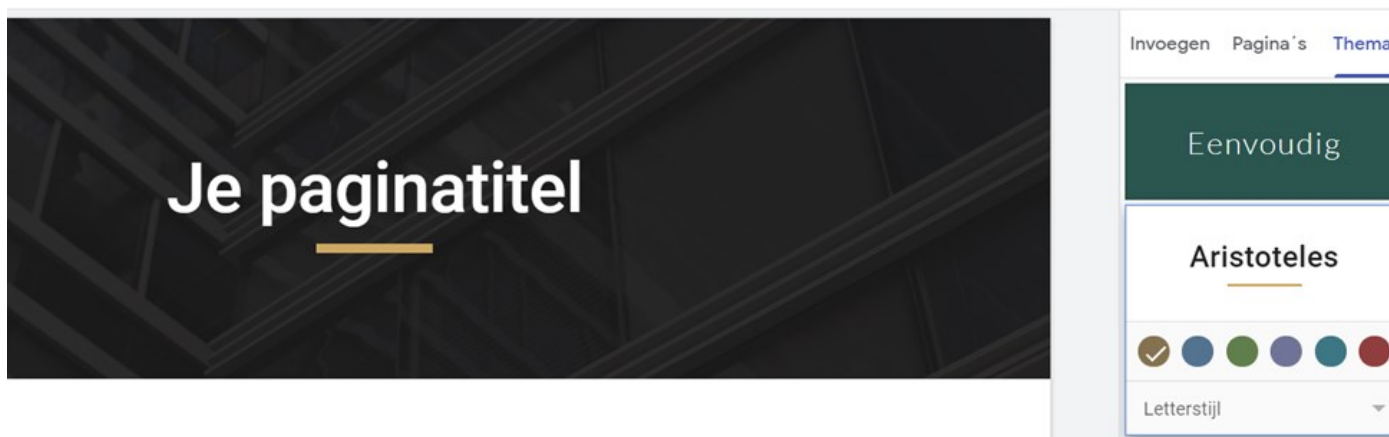 Je paginatitel
Invoegen Pagina´s Thema
Eenvoudig
Aristoteles
Letterstijl